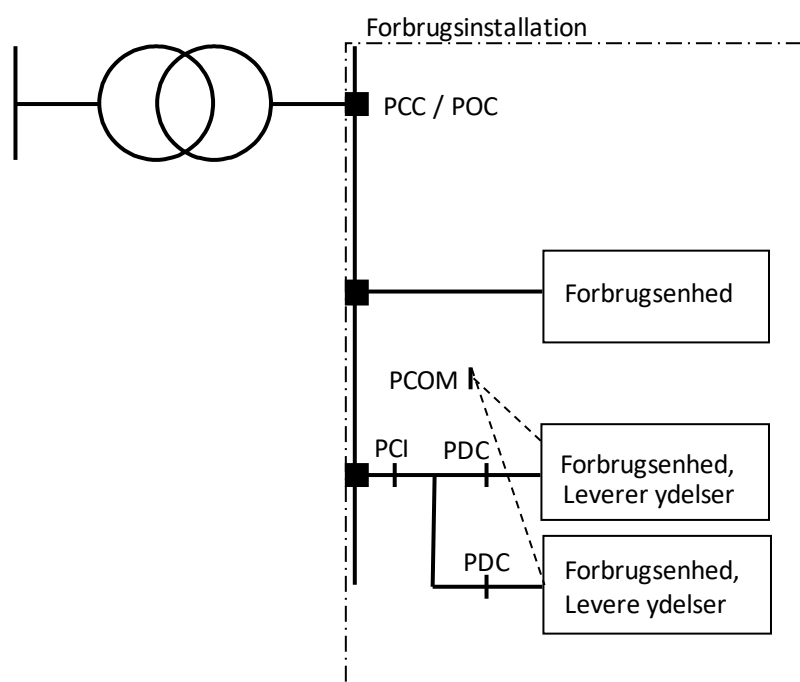 Forbrugsinstallation
PCC / POC
Forbrugsenhed
PCOM
PCI
PDC
Forbrugsenhed,
Leverer ydelser
PDC
Forbrugsenhed,
Levere ydelser